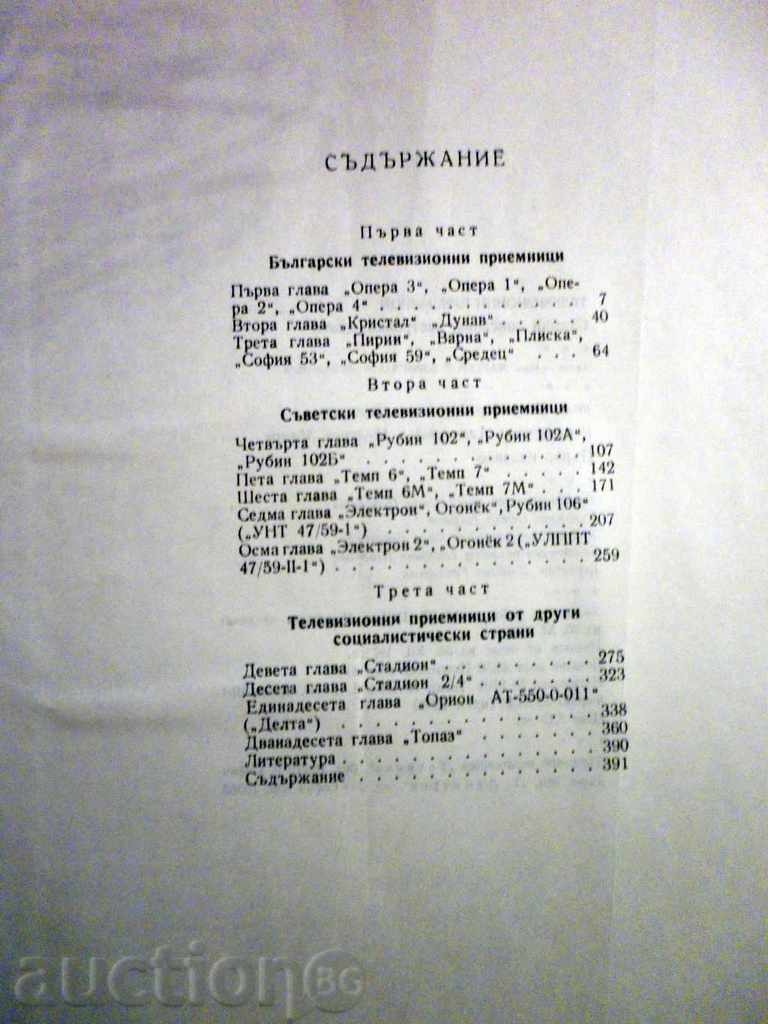 СЪДЪРЖАНИЕ
Първа част
Български телевизионни приемници
Първа глава „Опера 3“, „Опера 1“, „Опе-
ра 2“, „Опера 4“ . . . . . . . . . . . . 7
Втора глава „Кристал“ „Дунав“ . . . . . 40
Трета глава „Пирин“, „Варна“, „Плиска“,
„София 53“, „София 59“, „Средец“ . . . 64
Втора част
Съветски телевизионни приемници
Четвърта глава „Рубин 102“, „Рубин 102А“,
„Рубин 102Б“ . . . . . . . . . . . . 107
Пета глава „Темп 6“, „Темп 7“ . . . . . . 142
Шеста глава „Темп 6М“, „Темп 7М“ . . . 171
Седма глава „Электрон“, Огонёк“, Рубин 106“
(„УНТ 47/59-1“) . . . . . . . . . . . 207
Осма глава „Электрон 2“, „Огонёк 2 („УЛППТ
47/59-II-1“) . . . . . . . . . . . . . 259
Трета част
Телевизионни приемници от други
социалистически страни
Девета глава „Стадион“ . . . . . . . . . 275
Десета глава „Стадион 2/4“ . . . . . . . 323
Единадесета глава „Орион АТ-550-0-011“
(„Делта“) . . . . . . . . . . . . . 338
Дванадесета глава „Топаз“ . . . . . . . 360
Литература . . . . . . . . . . . . . 390
Съдържание . . . . . . . . . . . . . 391
auctionBG